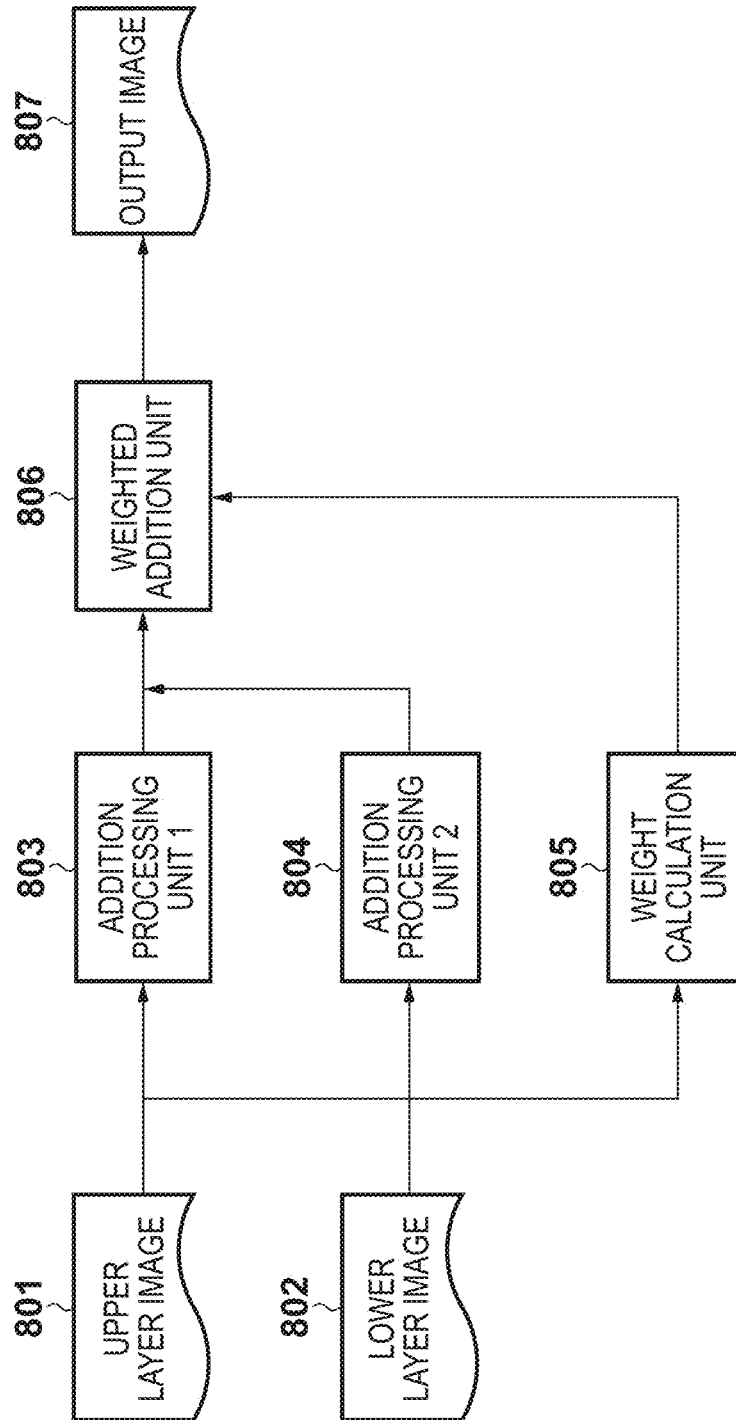 801
UPPER
LAYER IMAGE
802
LOWER
LAYER IMAGE
803
ADDITION
PROCESSING
UNIT 1
804
ADDITION
PROCESSING
UNIT 2
805
WEIGHT
CALCULATION
UNIT
806
WEIGHTED
ADDITION UNIT
807
OUTPUT IMAGE